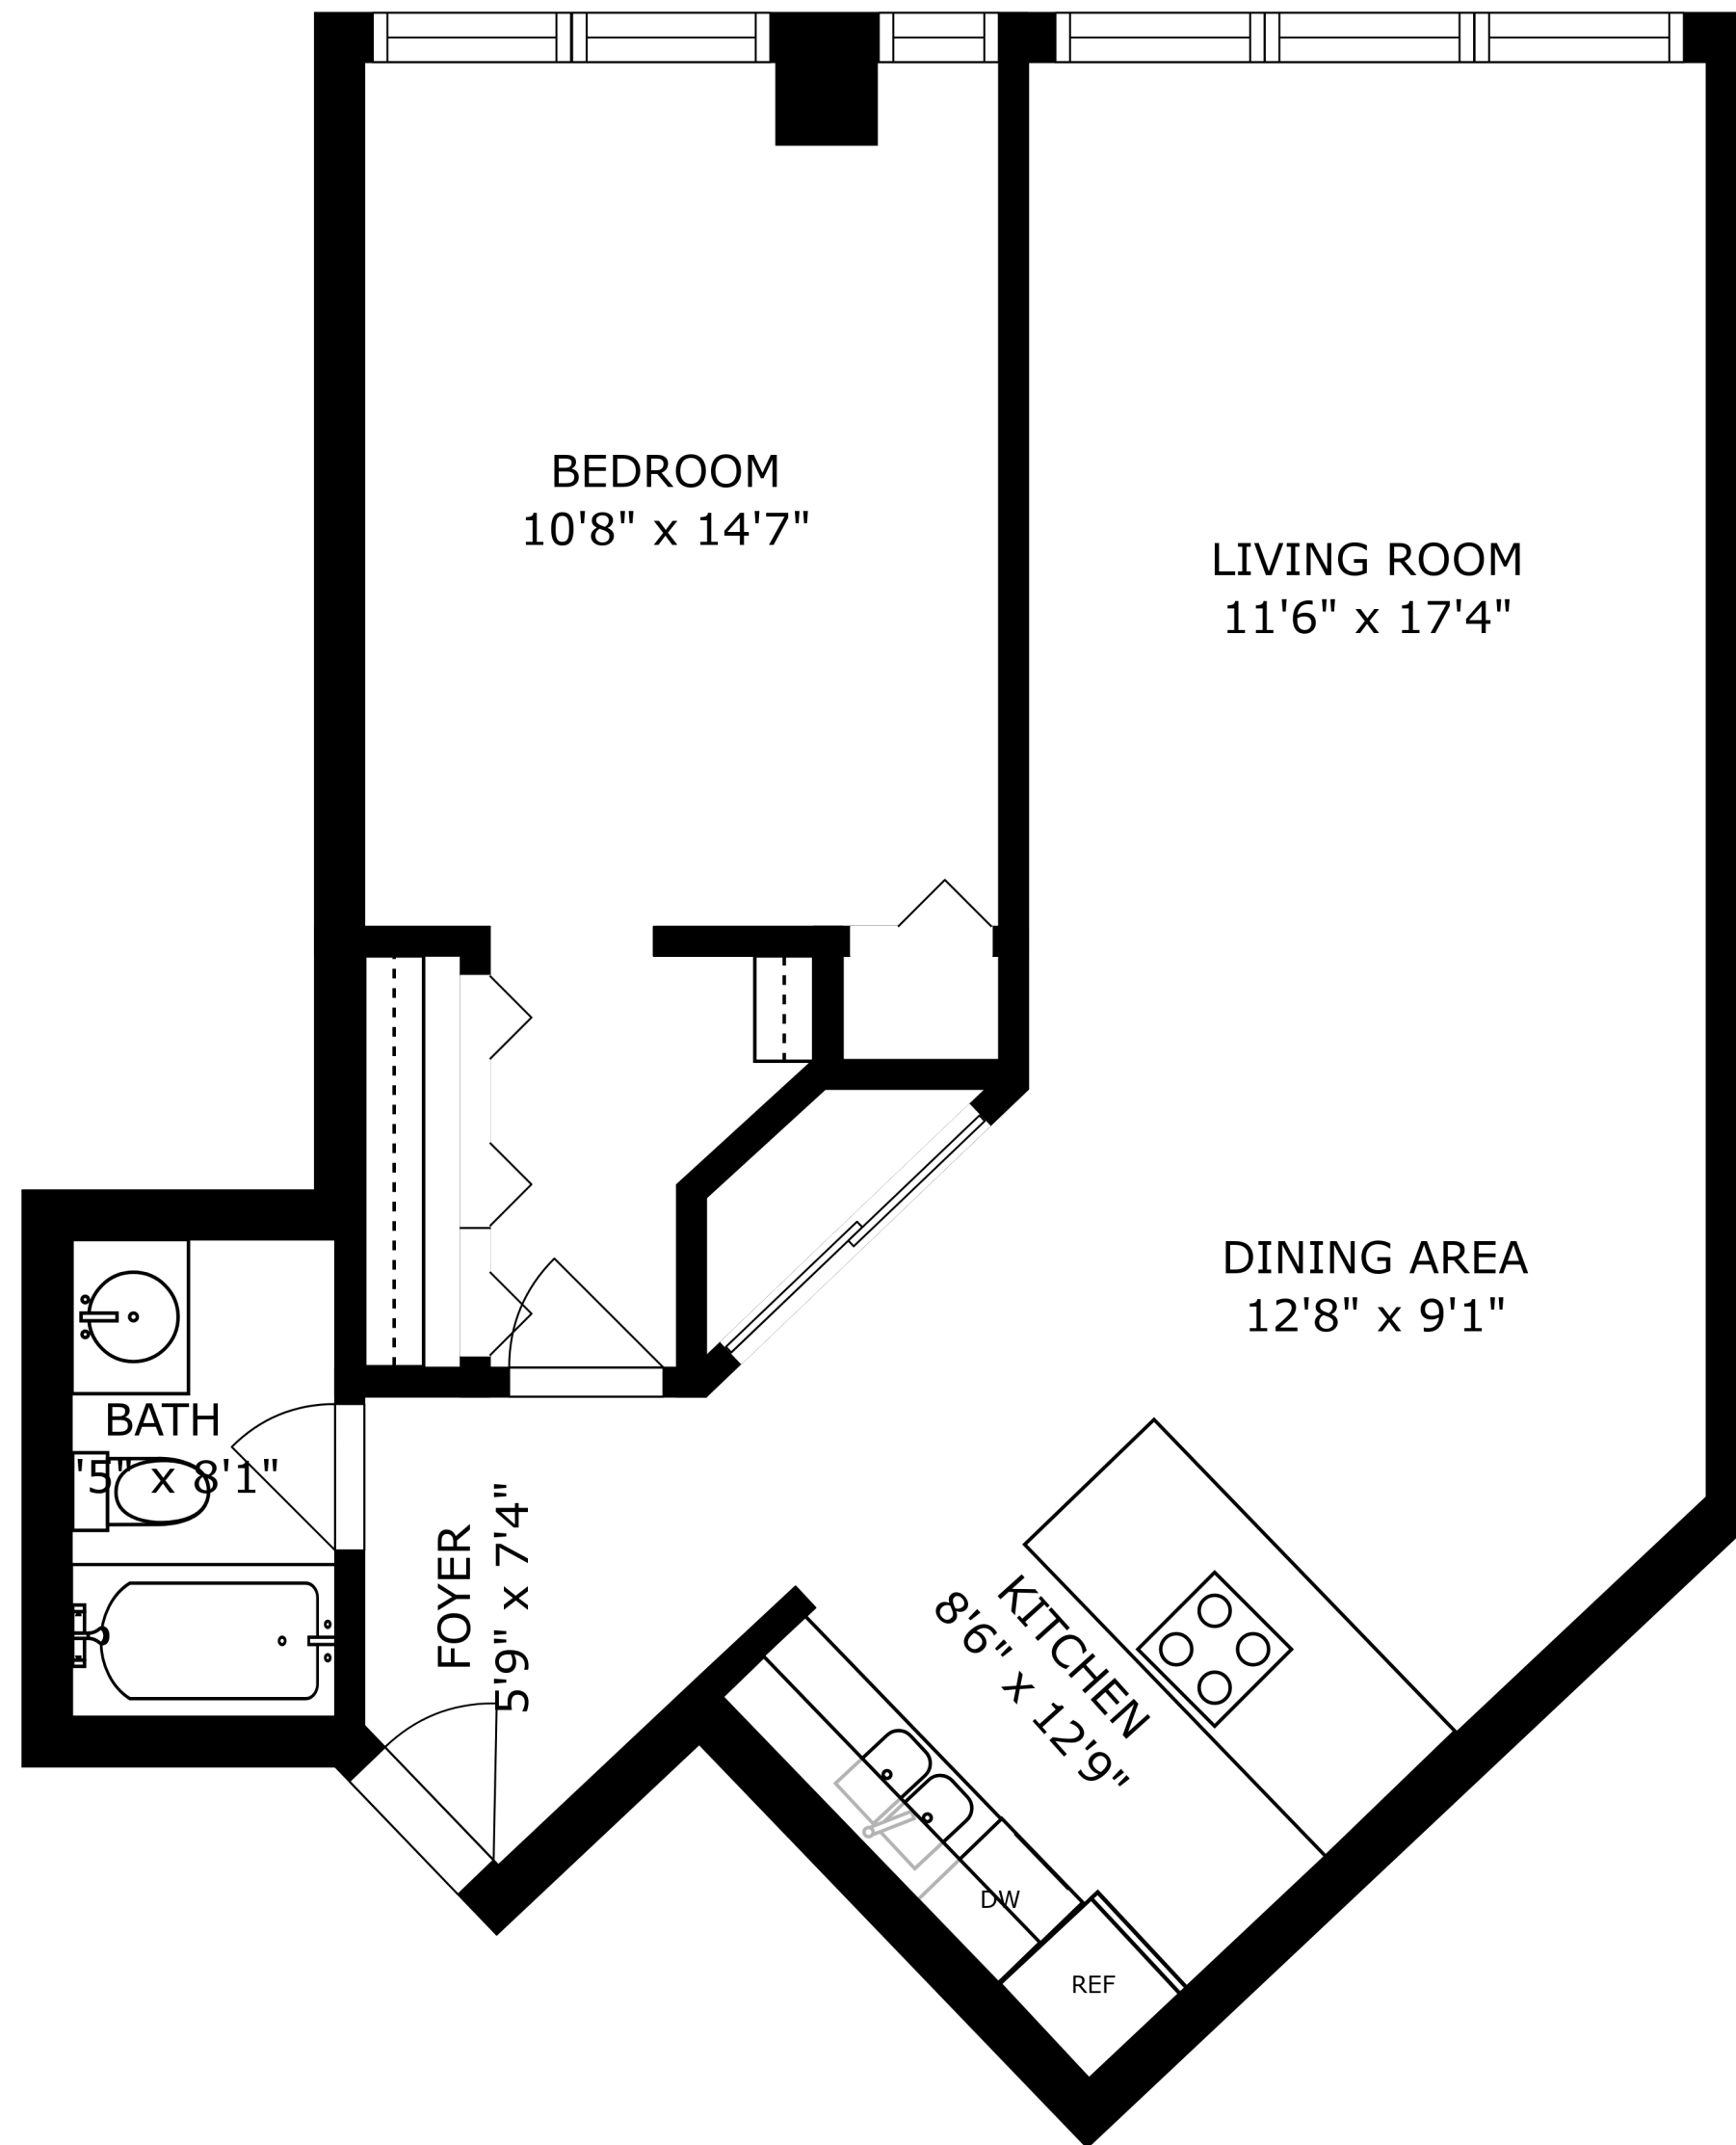 BEDROOM
10'8" x 14'7"
LIVING ROOM
11'6" x 17'4"
DINING AREA
12'8" x 9'1"
BATH
'5" x 8'1"
FOYER
5'9" x 7'4"
KITCHEN
8'6" x 12'9"
DW
REF